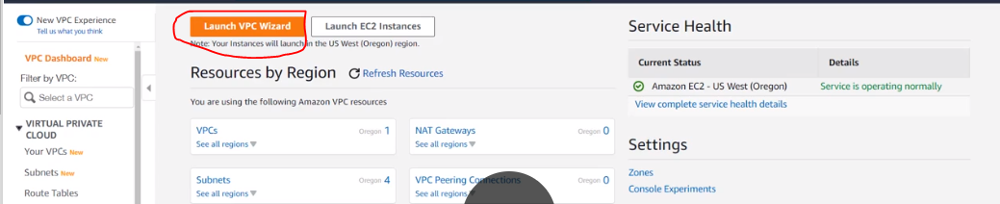 New VPC Experience
Tell us what you think
VPC Dashboard New
Filter by VPC:
Select a VPC
VIRTUAL PRIVATE
CLOUD
Your VPCs New
Subnets New
Route Tables
Launch VPC Wizard
Launch EC2 Instances
Note: Your Instances will launch in the US West (Oregon) region.
Resources by Region
Refresh Resources
You are using the following Amazon VPC resources
VPCs Oregon 1
See all regions
NAT Gateways Oregon 0
See all regions
Subnets Oregon 4
See all regions
VPC Peering Connections Oregon 0
See all regions
Service Health
Current Status Details
Amazon EC2 - US West (Oregon) Service is operating normally
View complete service health details
Settings
Zones
Console Experiments